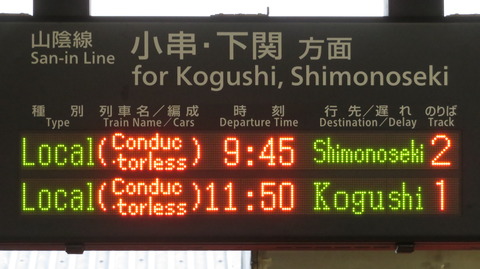 山陰線 小串・下関 方面
San-in Line for Kogushi, Shimonoseki
種別 列車名／編成 時刻 行先／遅れ のりば
Type Train Name / Cars Departure Time Destination / Delay Track
Local (Conduc-torless) 9:45 Shimonoseki 2
Local (Conduc-torless) 11:50 Kogushi 1